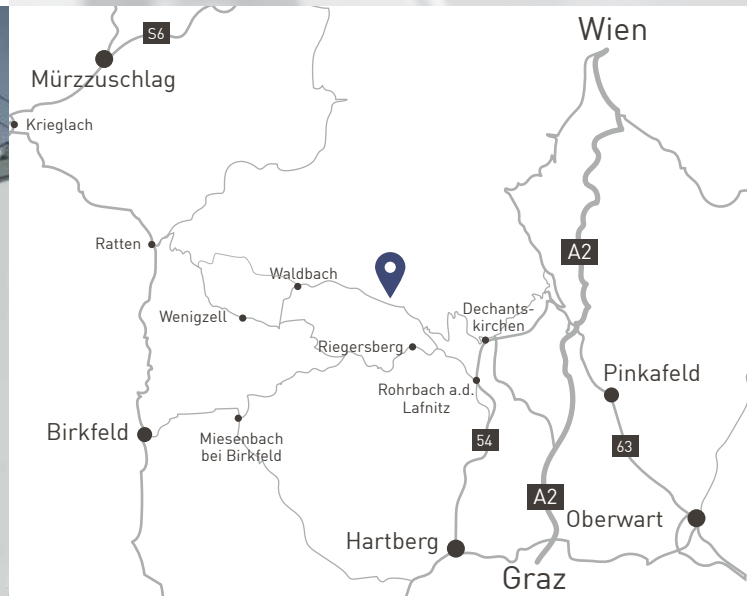 Wien
S6
Mürzzuschlag
Krieglach
Ratten
A2
Waldbach
Wenigzell
Dechants-
kirchen
Riegersberg
Pinkafeld
Rohrbach a.d.
Lafnitz
Birkfeld
Miesenbach
bei Birkfeld
54
63
A2
Oberwart
Hartberg
Graz